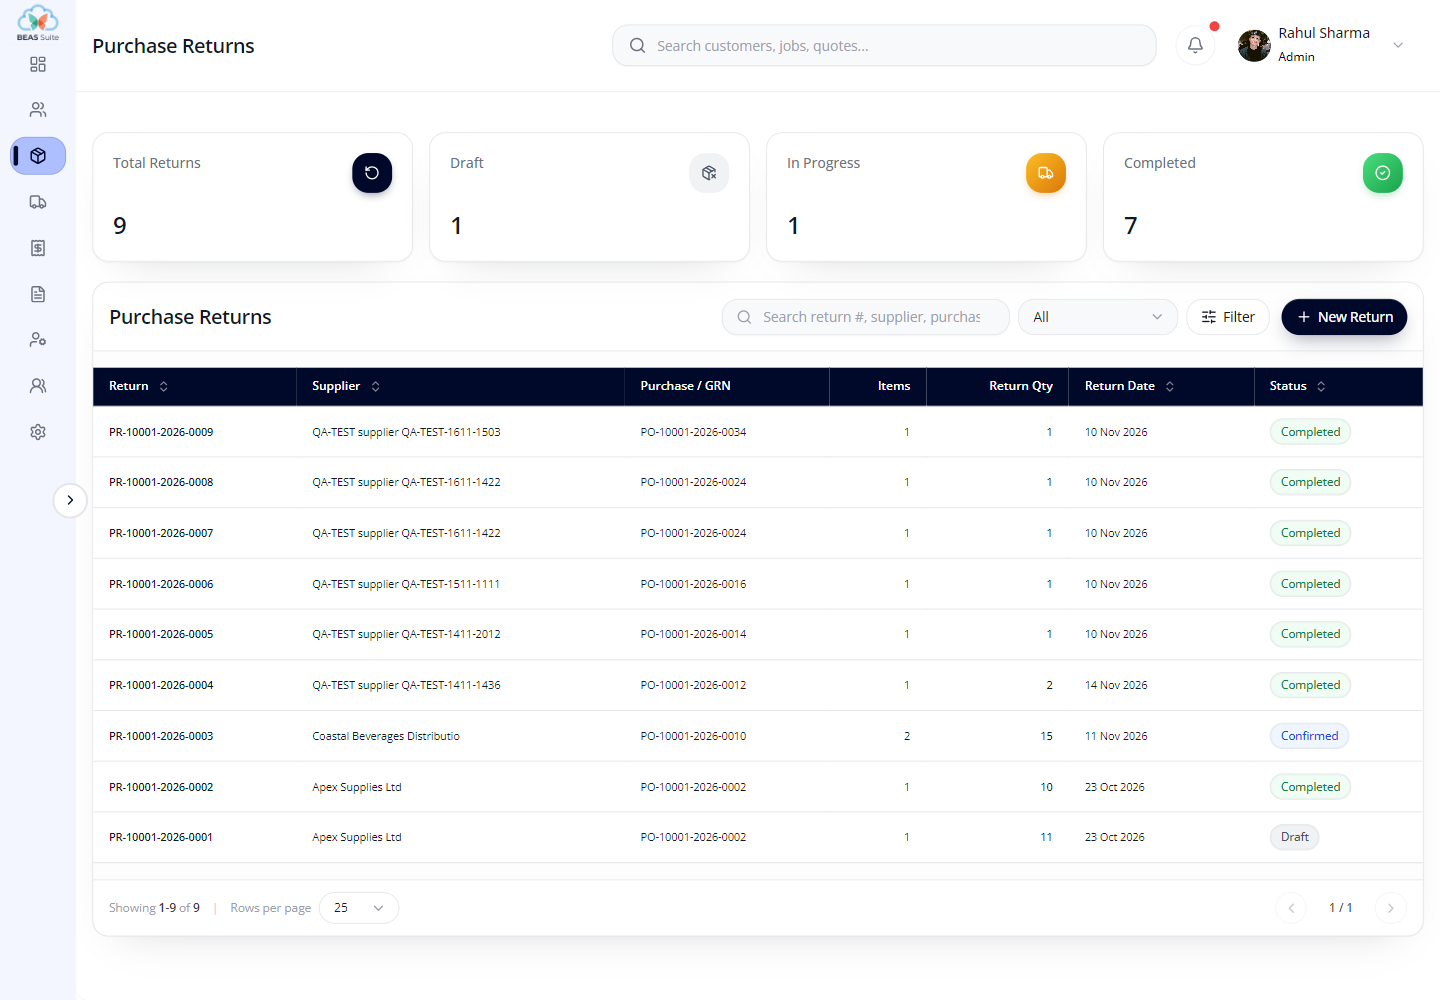 BEAS Suite
Purchase Returns
Search customers, jobs, quotes...
Rahul Sharma
Admin
Total Returns
9
Draft
1
In Progress
1
Completed
7
Purchase Returns
Search return #, supplier, purchas
All
Filter
New Return
Return Supplier Purchase / GRN Items Return Qty Return Date Status
PR-10001-2026-0009 QA-TEST supplier QA-TEST-1611-1503 PO-10001-2026-0034 1 1 10 Nov 2026 Completed
PR-10001-2026-0008 QA-TEST supplier QA-TEST-1611-1422 PO-10001-2026-0024 1 1 10 Nov 2026 Completed
PR-10001-2026-0007 QA-TEST supplier QA-TEST-1611-1422 PO-10001-2026-0024 1 1 10 Nov 2026 Completed
PR-10001-2026-0006 QA-TEST supplier QA-TEST-1511-1111 PO-10001-2026-0016 1 1 10 Nov 2026 Completed
PR-10001-2026-0005 QA-TEST supplier QA-TEST-1411-2012 PO-10001-2026-0014 1 1 10 Nov 2026 Completed
PR-10001-2026-0004 QA-TEST supplier QA-TEST-1411-1436 PO-10001-2026-0012 1 2 14 Nov 2026 Completed
PR-10001-2026-0003 Coastal Beverages Distributio PO-10001-2026-0010 2 15 11 Nov 2026 Confirmed
PR-10001-2026-0002 Apex Supplies Ltd PO-10001-2026-0002 1 10 23 Oct 2026 Completed
PR-10001-2026-0001 Apex Supplies Ltd PO-10001-2026-0002 1 11 23 Oct 2026 Draft
Showing 1-9 of 9 | Rows per page 25
1 / 1